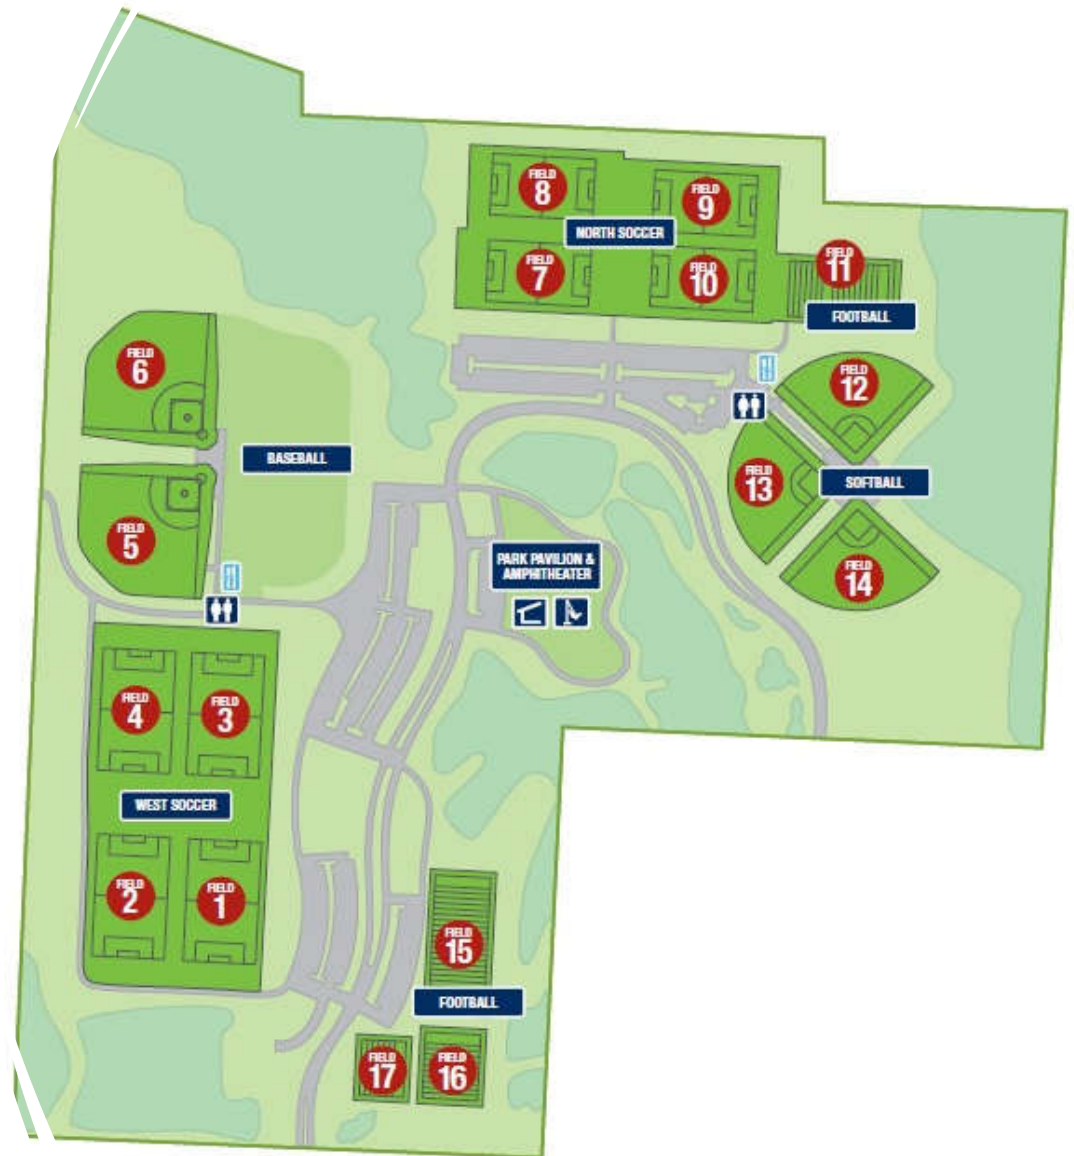 FIELD
8
FIELD
9
NORTH SOCCER
FIELD
7
FIELD
10
FIELD
11
FOOTBALL
FIELD
6
FIELD
12
BASEBALL
FIELD
13
SOFTBALL
FIELD
5
PARK PAVILION &
AMPHITHEATER
FIELD
14
FIELD
4
FIELD
3
WEST SOCCER
FIELD
2
FIELD
1
FIELD
15
FOOTBALL
FIELD
17
FIELD
16